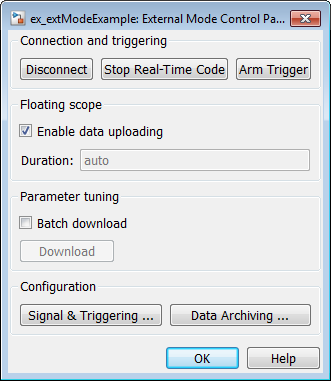 ex_extModeExample: External Mode Control Pa...
Connection and triggering
Disconnect Stop Real-Time Code Arm Trigger
Floating scope
Enable data uploading
Duration: auto
Parameter tuning
Batch download
Download
Configuration
Signal & Triggering ... Data Archiving ...
OK Help